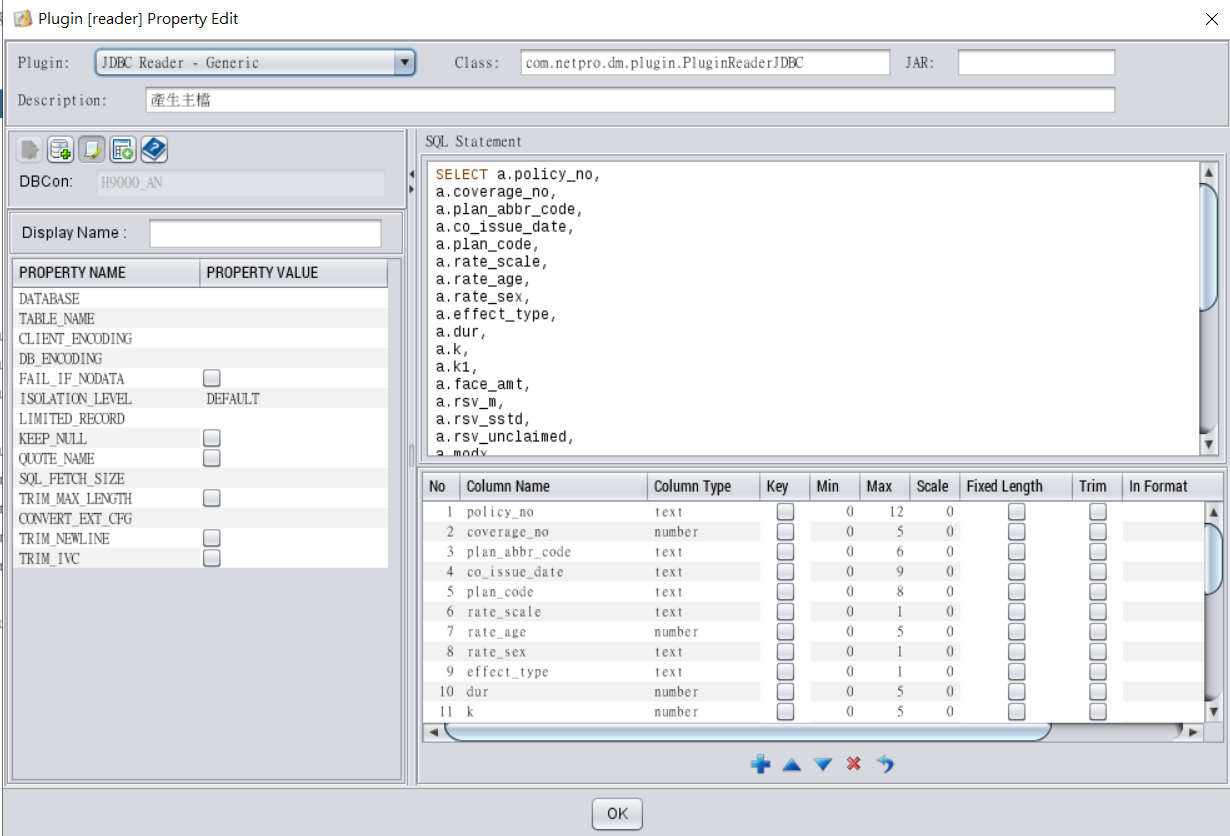 Plugin [reader] Property Edit
Plugin: JDBC Reader - Generic Class: com.netpro.dm.plugin.PluginReaderJDBC JAR:
Description: 產生主檔
DBCon: H9000_AN
Display Name :
PROPERTY NAME PROPERTY VALUE
DATABASE
TABLE_NAME
CLIENT_ENCODING
DB_ENCODING
FAIL_IF_NODATA
ISOLATION_LEVEL DEFAULT
LIMITED_RECORD
KEEP_NULL
QUOTE_NAME
SQL_FETCH_SIZE
TRIM_MAX_LENGTH
CONVERT_EXT_CFG
TRIM_NEWLINE
TRIM_IVC
SQL Statement
SELECT a.policy_no,
a.coverage_no,
a.plan_abbr_code,
a.co_issue_date,
a.plan_code,
a.rate_scale,
a.rate_age,
a.rate_sex,
a.effect_type,
a.dur,
a.k,
a.k1,
a.face_amt,
a.rsv_m,
a.rsv_sstd,
a.rsv_unclaimed,
a.modx
No Column Name Column Type Key Min Max Scale Fixed Length Trim In Format
1 policy_no text 0 12 0
2 coverage_no number 0 5 0
3 plan_abbr_code text 0 6 0
4 co_issue_date text 0 9 0
5 plan_code text 0 8 0
6 rate_scale text 0 1 0
7 rate_age number 0 5 0
8 rate_sex text 0 1 0
9 effect_type text 0 1 0
10 dur number 0 5 0
11 k number 0 5 0
OK